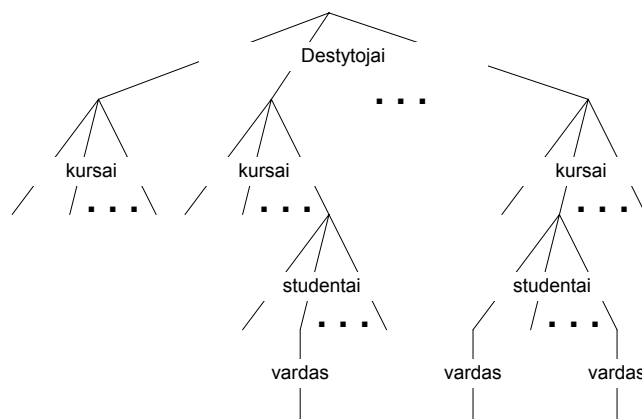 Destytojai
. . .
kursai kursai kursai
. . . . . . . . .
studentai studentai
. . . . . .
vardas vardas vardas